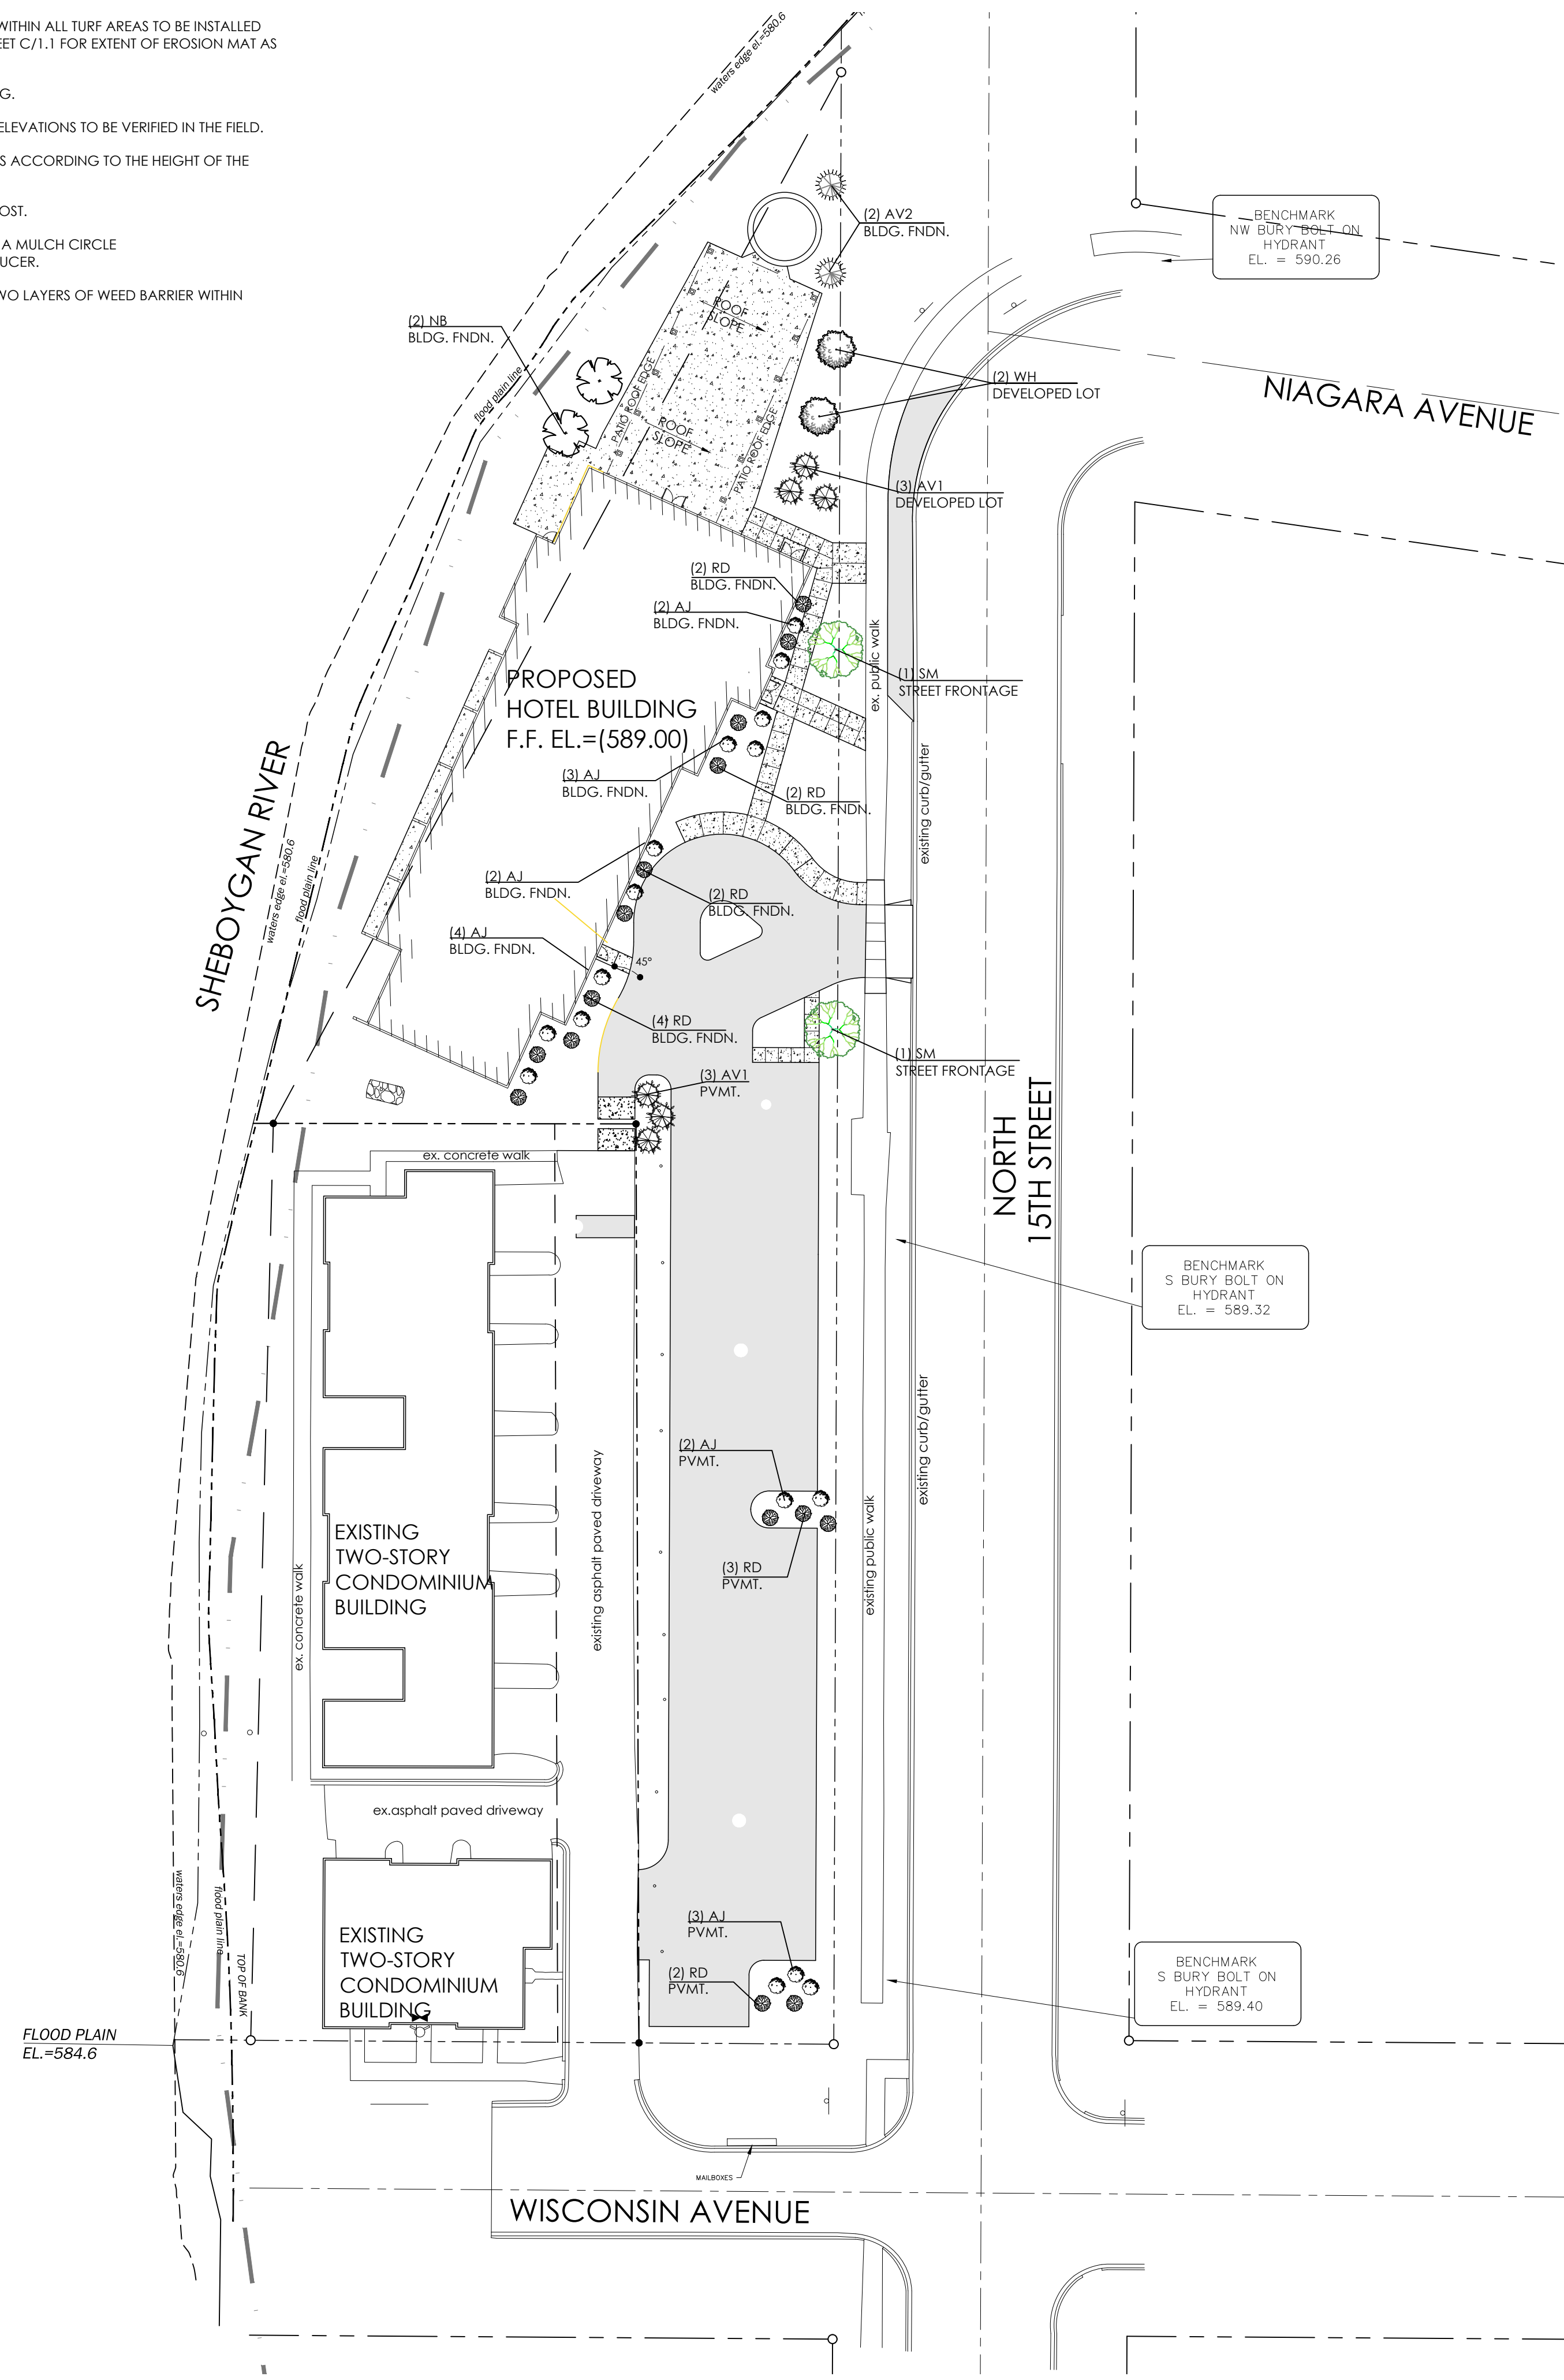 WITHIN ALL TURF AREAS TO BE INSTALLED
EET C/1.1 FOR EXTENT OF EROSION MAT AS
G.
ELEVATIONS TO BE VERIFIED IN THE FIELD.
S ACCORDING TO THE HEIGHT OF THE
OST.
A MULCH CIRCLE
UCER.
WO LAYERS OF WEED BARRIER WITHIN
waters edge el.=580.6
(2) AV2
BLDG. FNDN.
BENCHMARK
NW BURY BOLT ON
HYDRANT
EL. = 590.26
(2) NB
BLDG. FNDN.
ROOF
SLOPE
flood plain line
PATIO ROOF EDGE
ROOF
SLOPE
PATIO ROOF EDGE
(2) WH
DEVELOPED LOT
NIAGARA AVENUE
(3) AV1
DEVELOPED LOT
(2) RD
BLDG. FNDN.
(2) AJ
BLDG. FNDN.
ex. public walk
(1) SM
STREET FRONTAGE
PROPOSED
HOTEL BUILDING
F.F. EL.=(589.00)
(3) AJ
BLDG. FNDN.
(2) RD
BLDG. FNDN.
existing curb/gutter
SHEBOYGAN RIVER
waters edge el.=580.6
flood plain line
(2) AJ
BLDG. FNDN.
(2) RD
BLDG. FNDN.
(4) AJ
BLDG. FNDN.
45°
(4) RD
BLDG. FNDN.
(1) SM
STREET FRONTAGE
(3) AV1
PVMT.
NORTH
15TH STREET
ex. concrete walk
BENCHMARK
S BURY BOLT ON
HYDRANT
EL. = 589.32
(2) AJ
PVMT.
existing curb/gutter
existing asphalt paved driveway
existing public walk
EXISTING
TWO-STORY
CONDOMINIUM
BUILDING
ex. concrete walk
(3) RD
PVMT.
ex.asphalt paved driveway
waters edge el.=580.6
flood plain line
TOP OF BANK
EXISTING
TWO-STORY
CONDOMINIUM
BUILDING
(3) AJ
PVMT.
(2) RD
PVMT.
BENCHMARK
S BURY BOLT ON
HYDRANT
EL. = 589.40
FLOOD PLAIN
EL.=584.6
MAILBOXES
WISCONSIN AVENUE